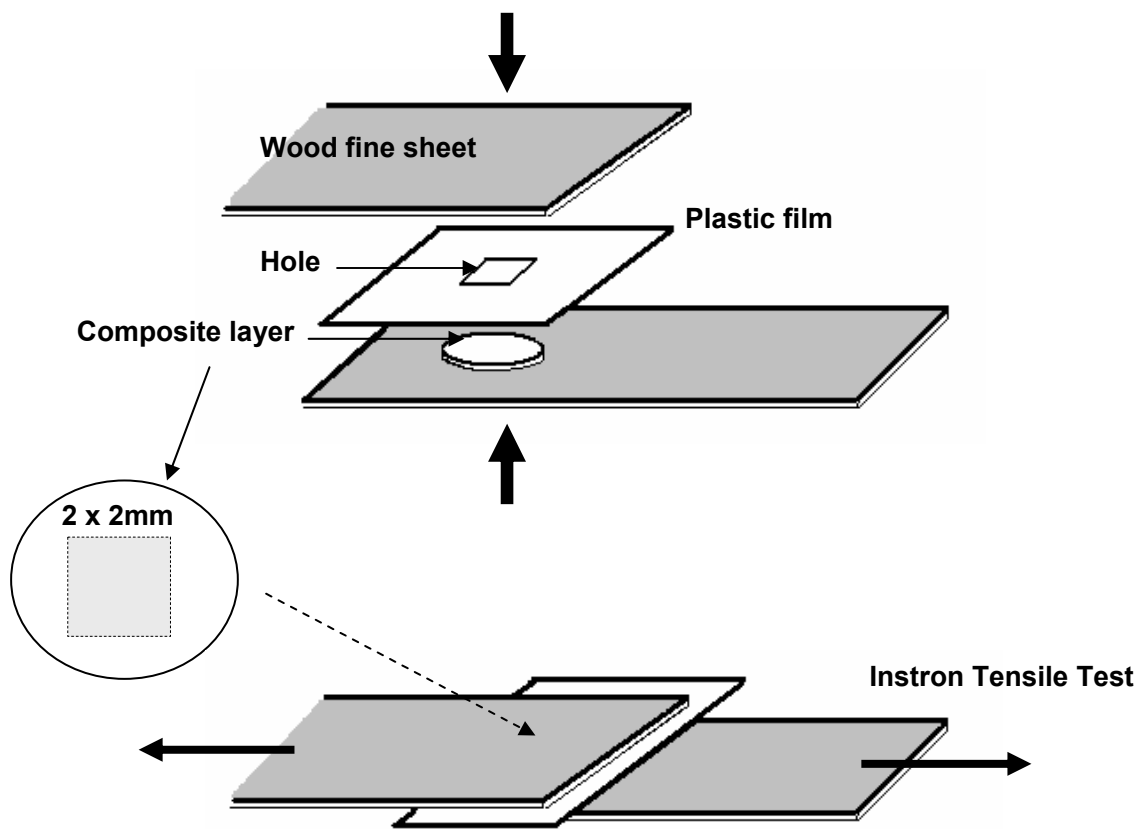 Wood fine sheet
Plastic film
Hole
Composite layer
2 x 2mm
Instron Tensile Test